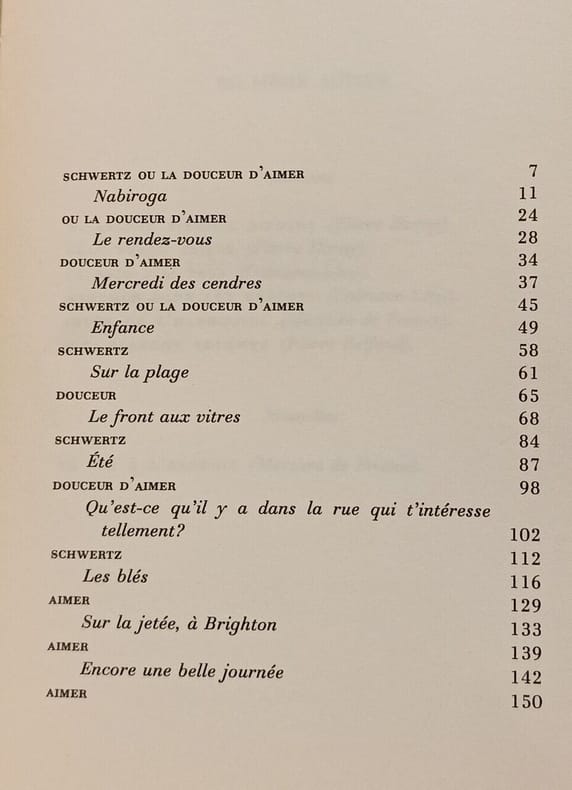 SCHWERTZ OU LA DOUCEUR D'AIMER 7
Nabiroga 11
OU LA DOUCEUR D'AIMER 24
Le rendez-vous 28
DOUCEUR D'AIMER 34
Mercredi des cendres 37
SCHWERTZ OU LA DOUCEUR D'AIMER 45
Enfance 49
SCHWERTZ 58
Sur la plage 61
DOUCEUR 65
Le front aux vitres 68
SCHWERTZ 84
Été 87
DOUCEUR D'AIMER 98
Qu'est-ce qu'il y a dans la rue qui t'intéresse
tellement? 102
SCHWERTZ 112
Les blés 116
AIMER 129
Sur la jetée, à Brighton 133
AIMER 139
Encore une belle journée 142
AIMER 150